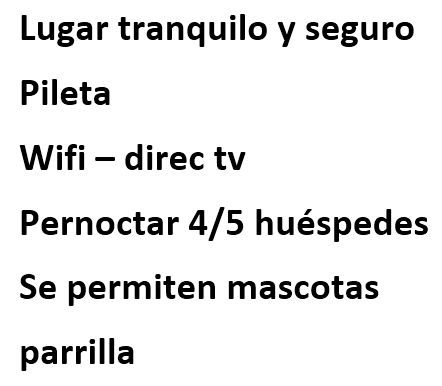 Lugar tranquilo y seguro
Pileta
Wifi – direc tv
Pernoctar 4/5 huéspedes
Se permiten mascotas
parrilla